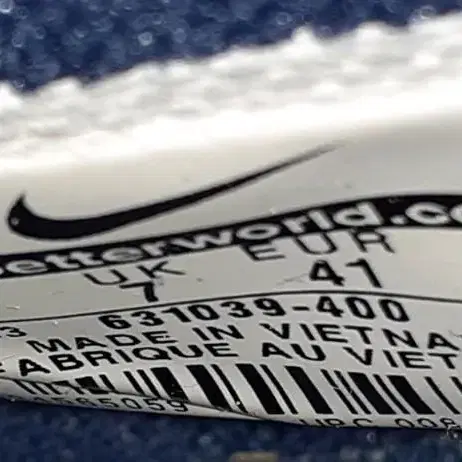 betterworld.co
UK EUR
7 41
631039-400
MADE IN VIETNA
FABRIQUE AU VIET